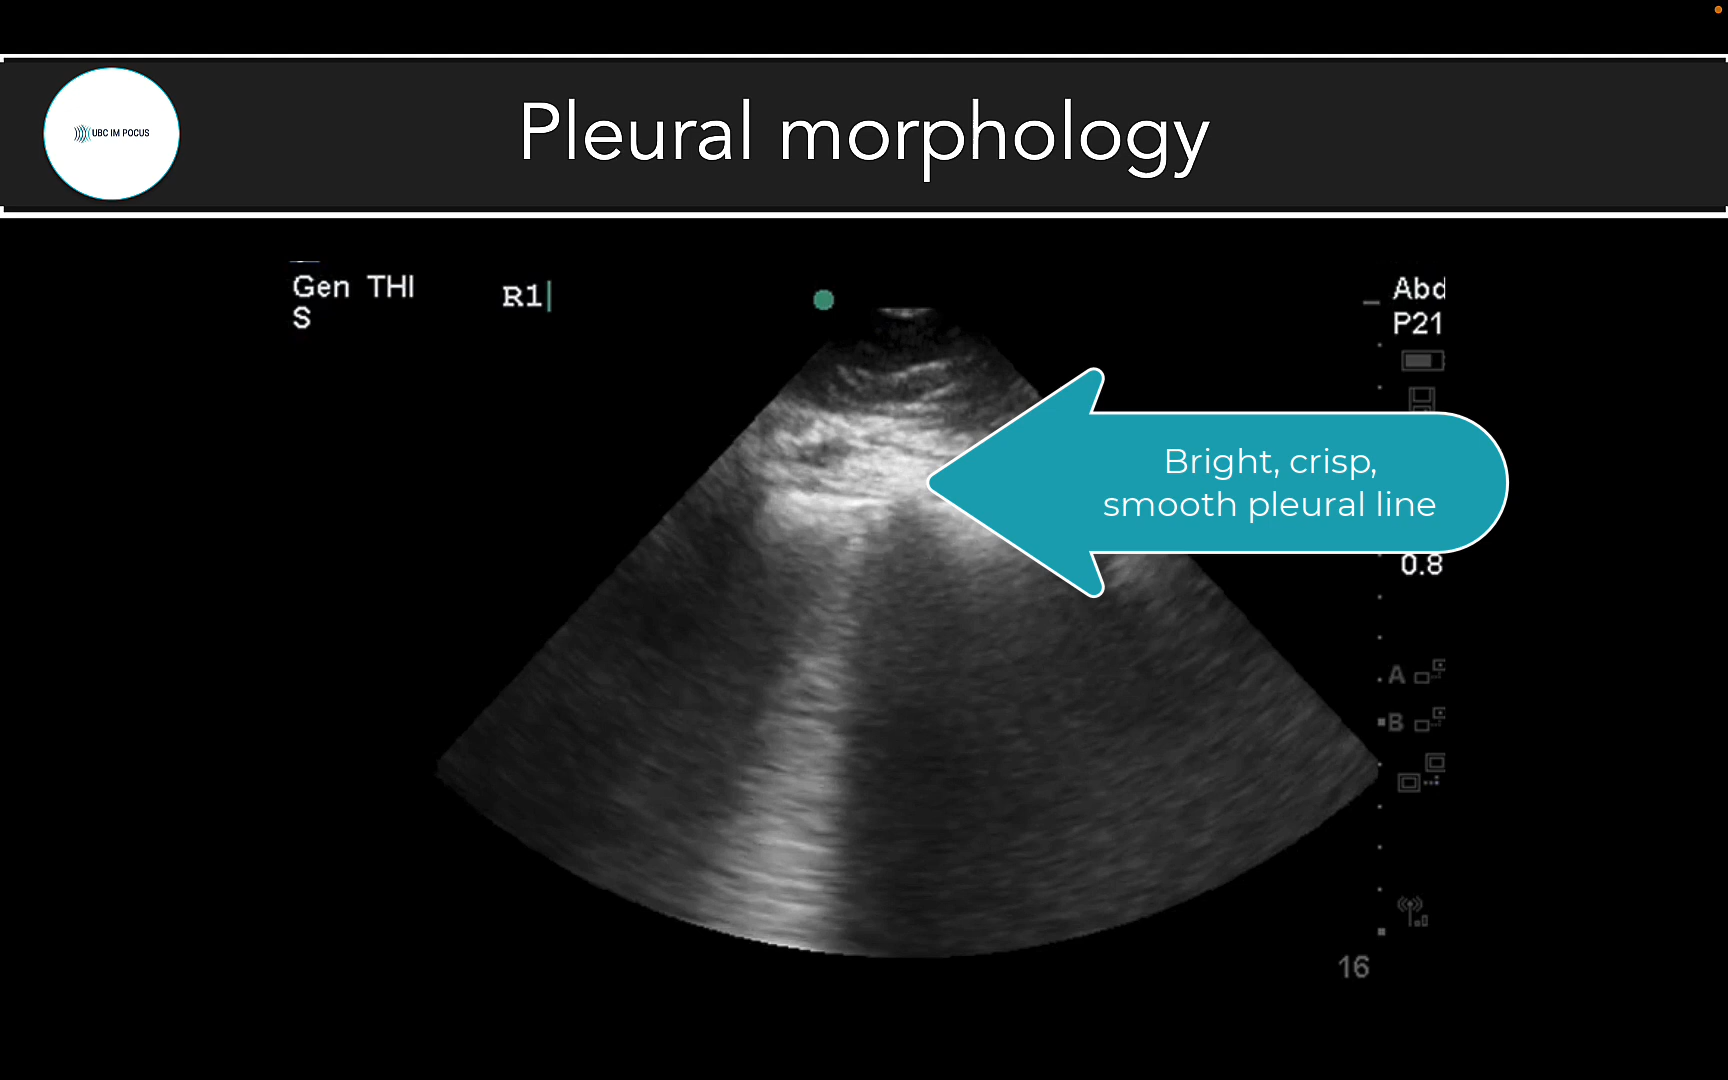 UBC IM POCUS
Pleural morphology
Gen THI
S
R1
Abd
P21
Bright, crisp,
smooth pleural line
0.8
A
B
16